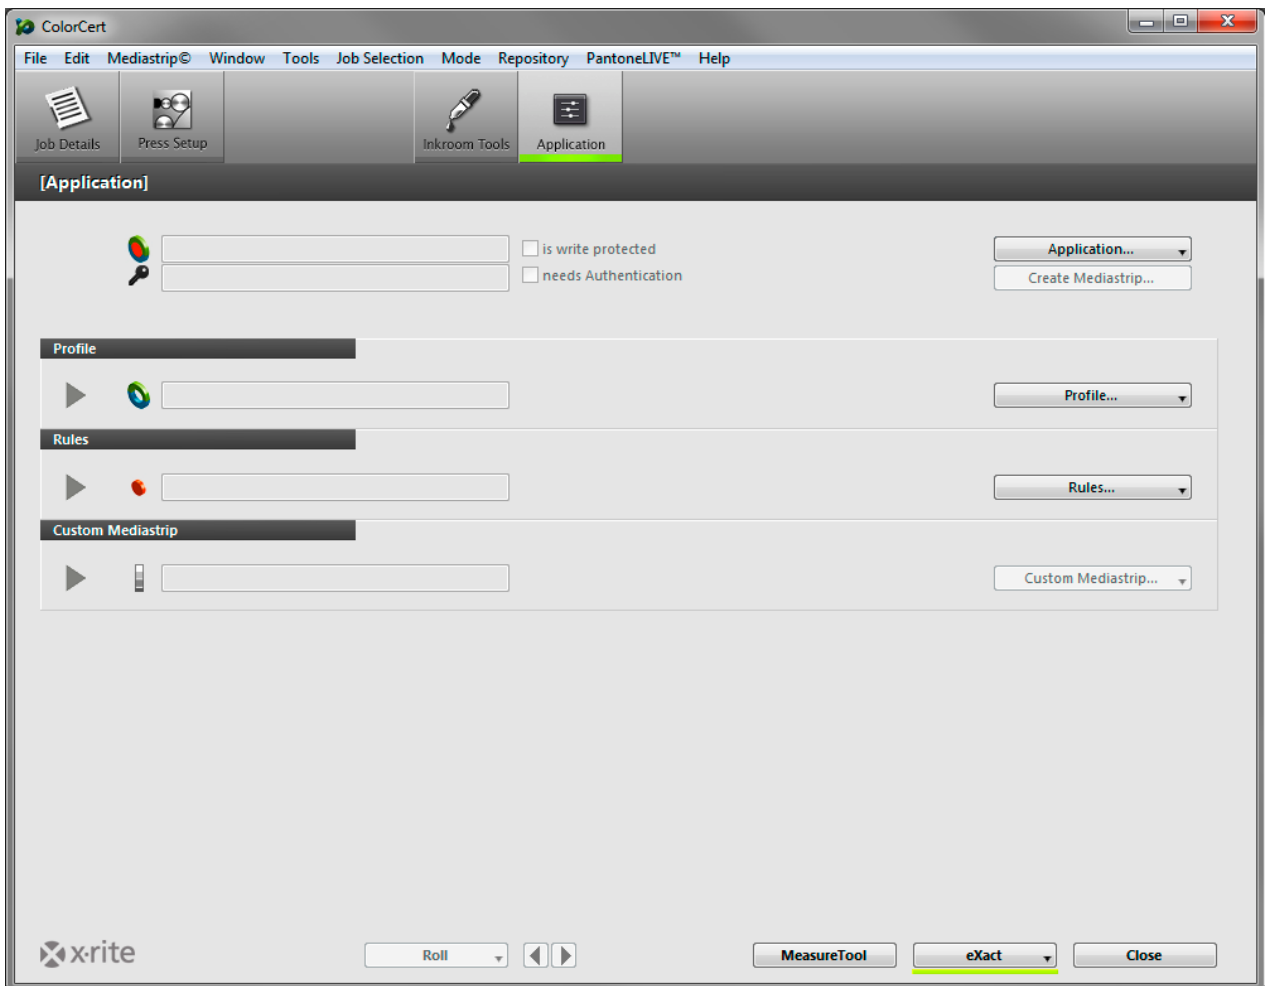 ColorCert
File Edit Mediastrip© Window Tools Job Selection Mode Repository PantoneLIVE™ Help
Job Details Press Setup Inkroom Tools Application
[Application]
is write protected Application...
needs Authentication Create Mediastrip...
Profile
Profile...
Rules
Rules...
Custom Mediastrip
Custom Mediastrip...
x·rite Roll MeasureTool eXact Close